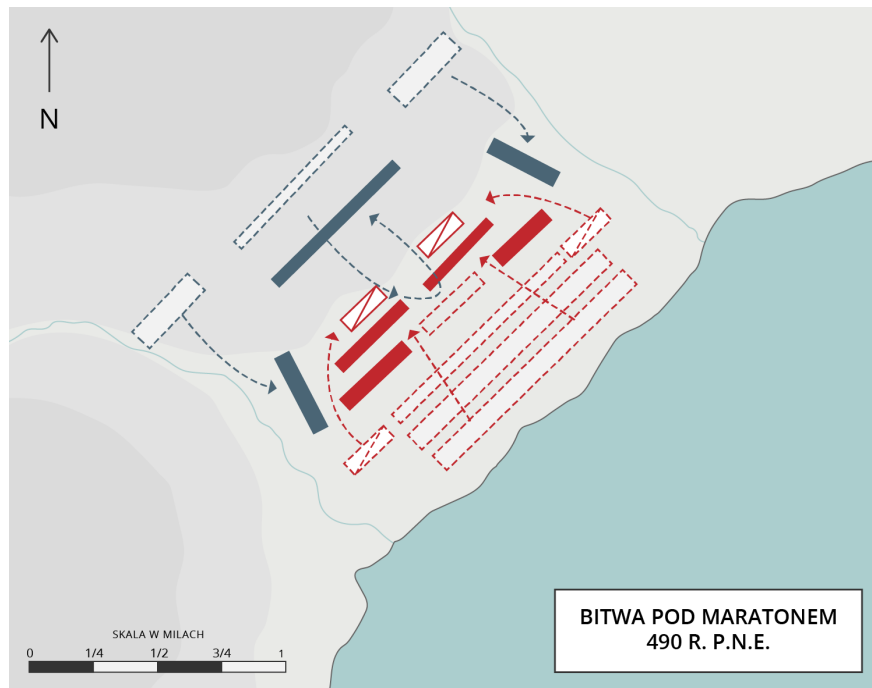 N
SKALA W MILACH
0 1/4 1/2 3/4 1
BITWA POD MARATONEM
490 R. P.N.E.